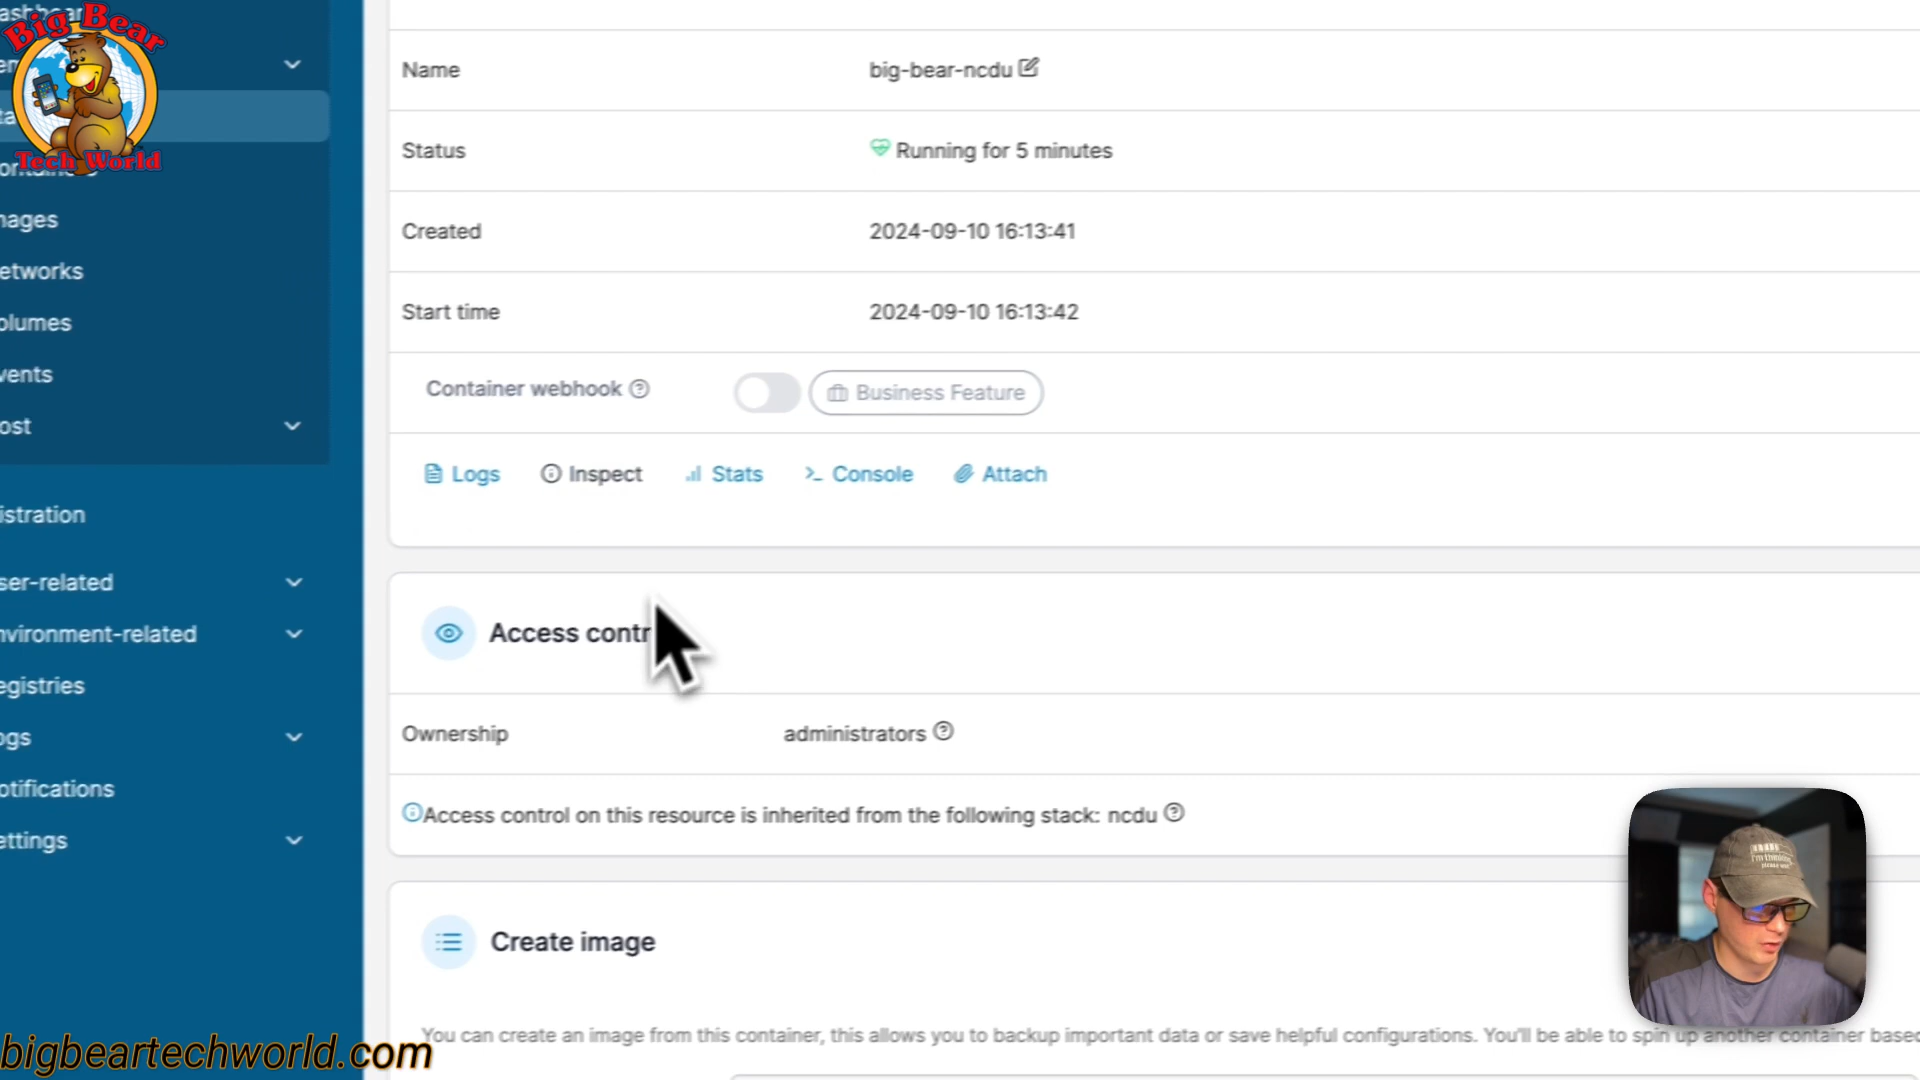 Big Bear
Tech World
Name
big-bear-ncdu
Status
Running for 5 minutes
Created
2024-09-10 16:13:41
Start time
2024-09-10 16:13:42
Container webhook
Business Feature
Logs
Inspect
Stats
Console
Attach
ages
etworks
olumes
vents
ost
istration
ser-related
nvironment-related
egistries
ogs
otifications
ettings
Access contr
Ownership
administrators
Access control on this resource is inherited from the following stack: ncdu
Create image
You can create an image from this container, this allows you to backup important data or save helpful configurations. You'll be able to spin up another container based
bigbeartechworld.com